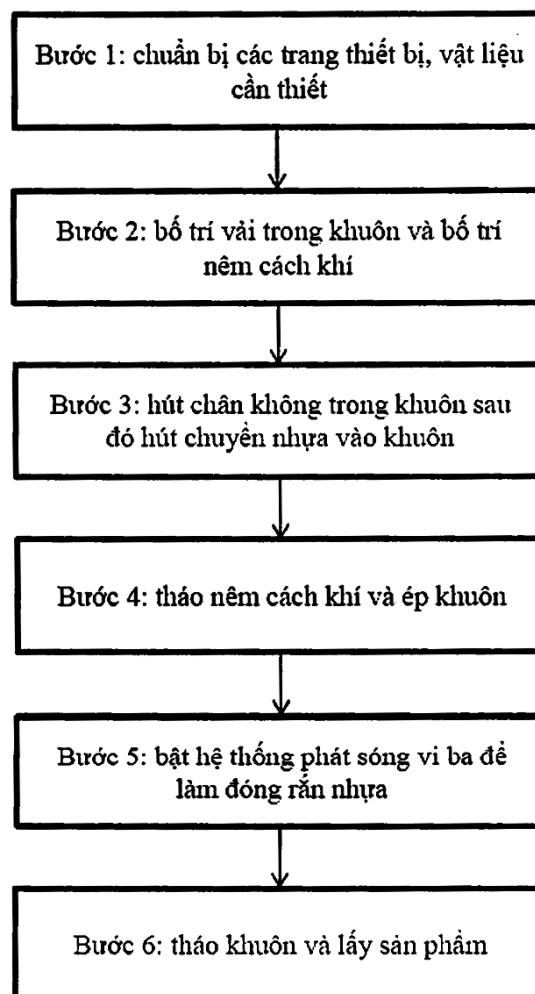 Bước 1: chuẩn bị các trang thiết bị, vật liệu
cần thiết
Bước 2: bố trí vải trong khuôn và bố trí
nêm cách khí
Bước 3: hút chân không trong khuôn sau
đó hút chuyển nhựa vào khuôn
Bước 4: tháo nêm cách khí và ép khuôn
Bước 5: bật hệ thống phát sóng vi ba để
làm đóng rắn nhựa
Bước 6: tháo khuôn và lấy sản phẩm